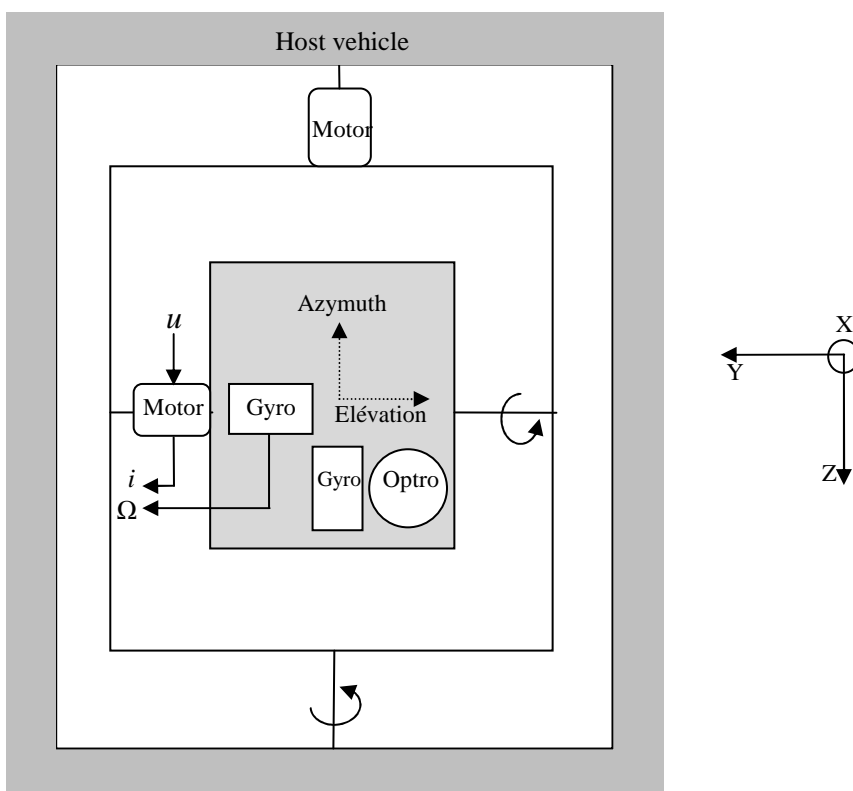 Host vehicle
Motor
Azymuth
u
Elévation
Motor
Gyro
i
Ω
Gyro
Optro
X
Y
Z